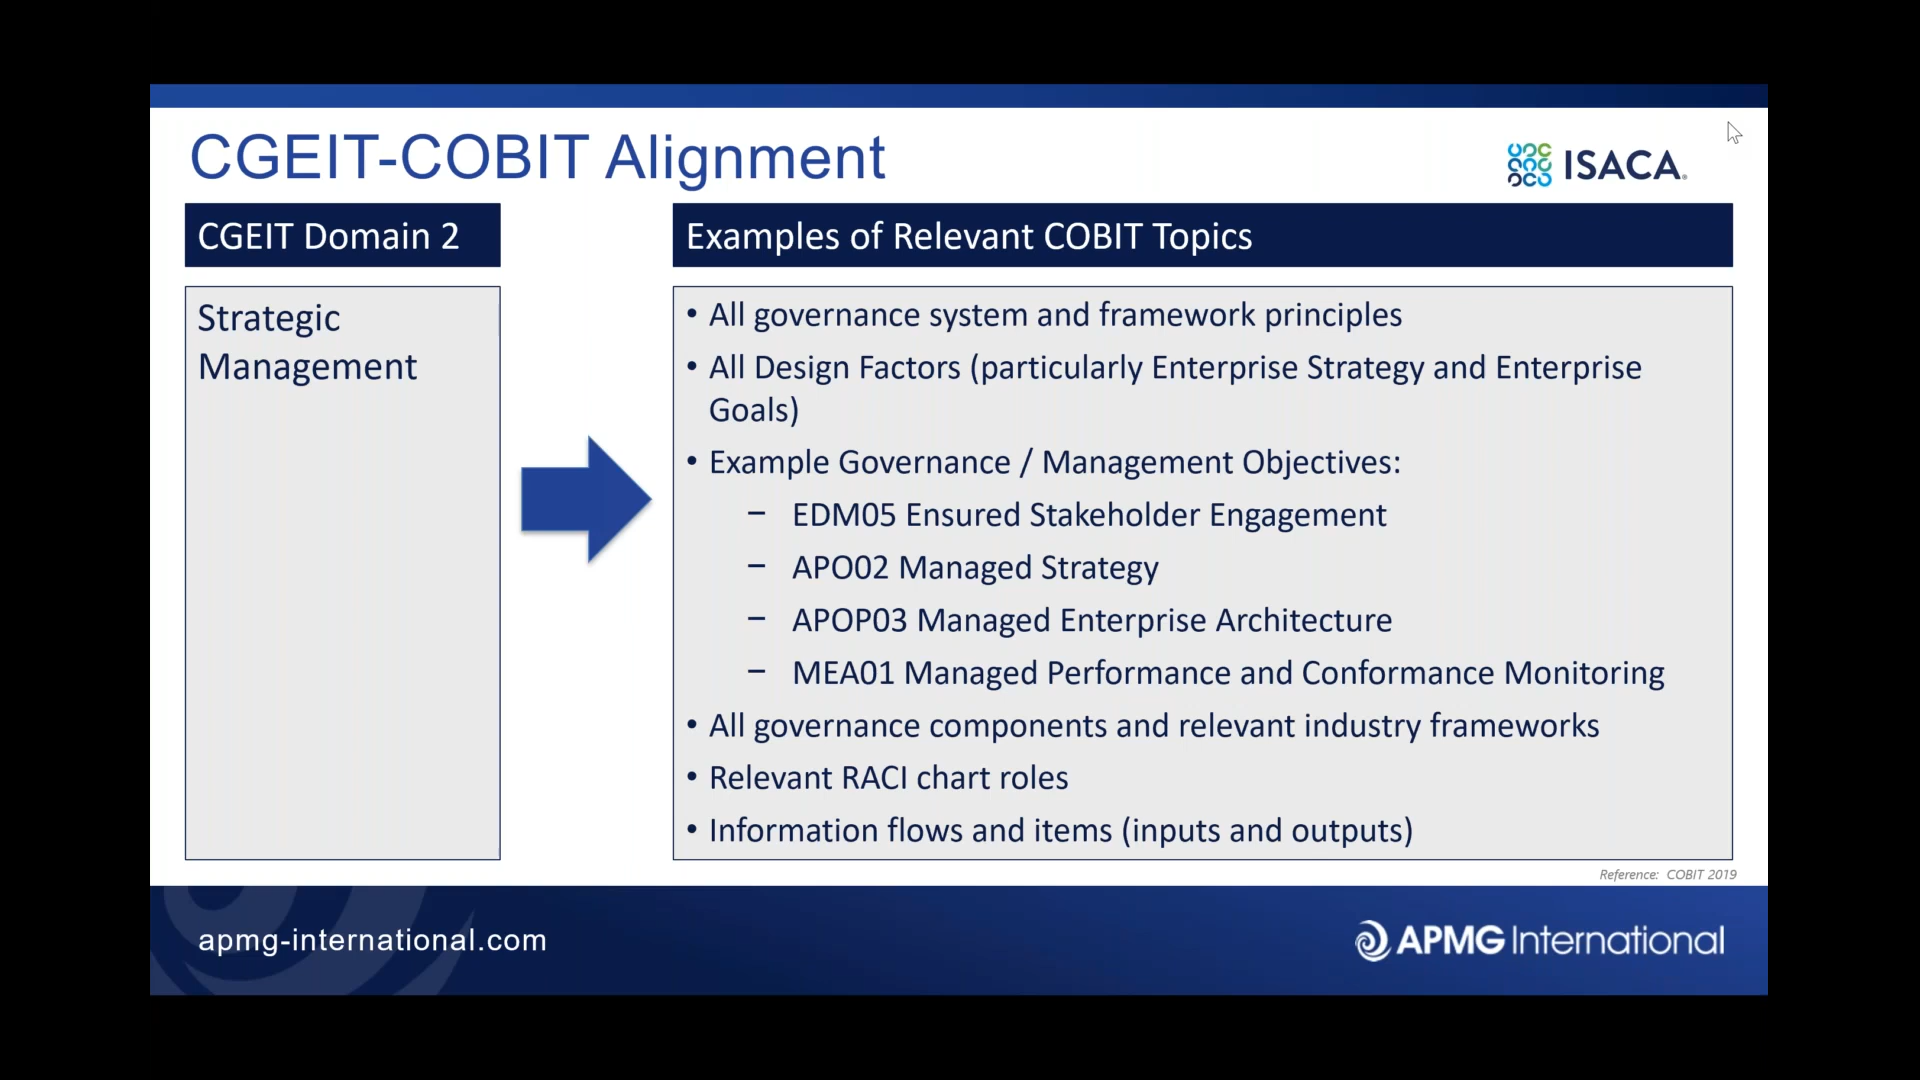 CGEIT-COBIT Alignment
ISACA®
CGEIT Domain 2
Examples of Relevant COBIT Topics
Strategic
Management
• All governance system and framework principles
• All Design Factors (particularly Enterprise Strategy and Enterprise
Goals)
• Example Governance / Management Objectives:
– EDM05 Ensured Stakeholder Engagement
– APO02 Managed Strategy
– APOP03 Managed Enterprise Architecture
– MEA01 Managed Performance and Conformance Monitoring
• All governance components and relevant industry frameworks
• Relevant RACI chart roles
• Information flows and items (inputs and outputs)
Reference: COBIT 2019
apmg-international.com
APMG International